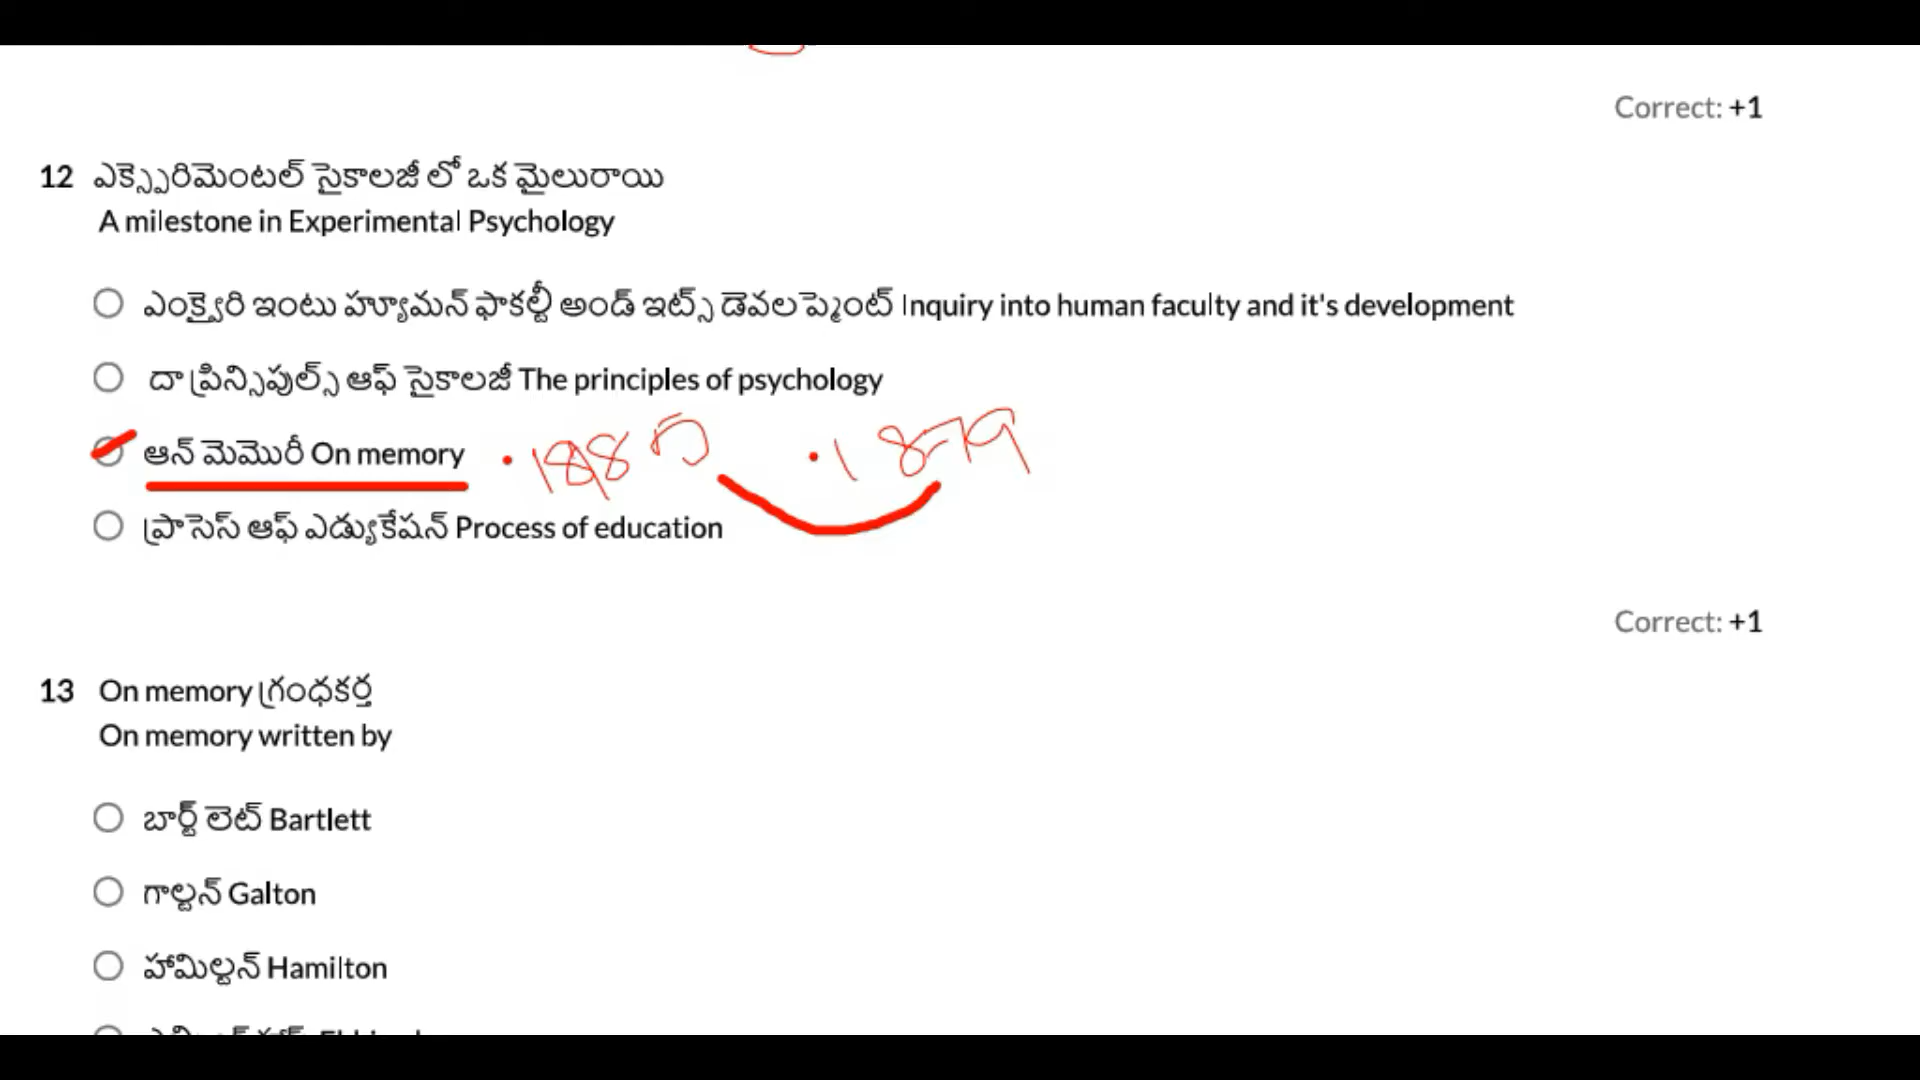 Correct: +1
12 ఎక్స్పెరిమెంటల్ సైకాలజీ లో ఒక మైలురాయి
A milestone in Experimental Psychology
ఎంక్వైరి ఇంటు హ్యూమన్ ఫాకల్టీ అండ్ ఇట్స్ డెవలప్మెంట్ Inquiry into human faculty and it's development
దా ప్రిన్సిపుల్స్ ఆఫ్ సైకాలజీ The principles of psychology
ఆన్ మెమొరీ On memory • 1885 • 1879
ప్రాసెస్ ఆఫ్ ఎడ్యుకేషన్ Process of education
Correct: +1
13 On memory గ్రంధకర్త
On memory written by
బార్ట్ లెట్ Bartlett
గాల్టన్ Galton
హామిల్టన్ Hamilton